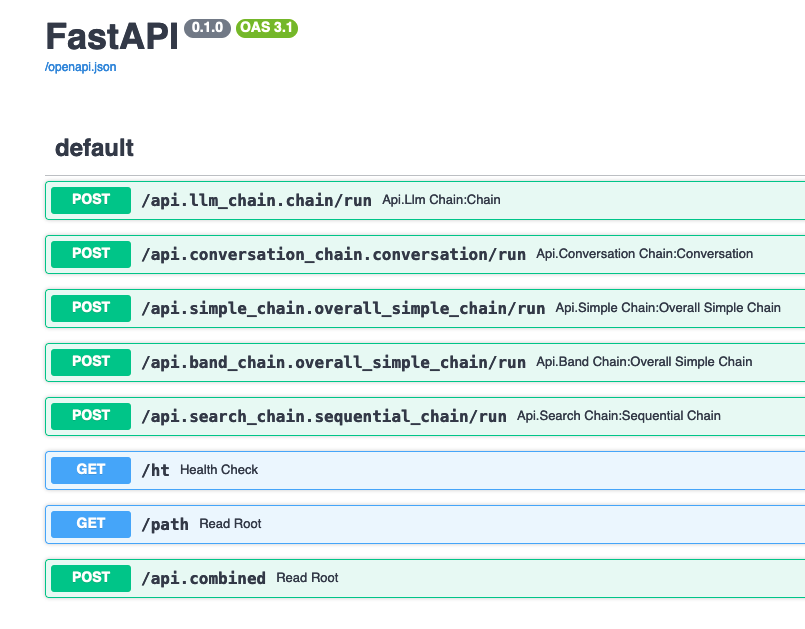 FastAPI 0.1.0 OAS 3.1
/openapi.json
default
POST /api.llm_chain.chain/run Api.Llm Chain:Chain
POST /api.conversation_chain.conversation/run Api.Conversation Chain:Conversation
POST /api.simple_chain.overall_simple_chain/run Api.Simple Chain:Overall Simple Chain
POST /api.band_chain.overall_simple_chain/run Api.Band Chain:Overall Simple Chain
POST /api.search_chain.sequential_chain/run Api.Search Chain:Sequential Chain
GET /ht Health Check
GET /path Read Root
POST /api.combined Read Root